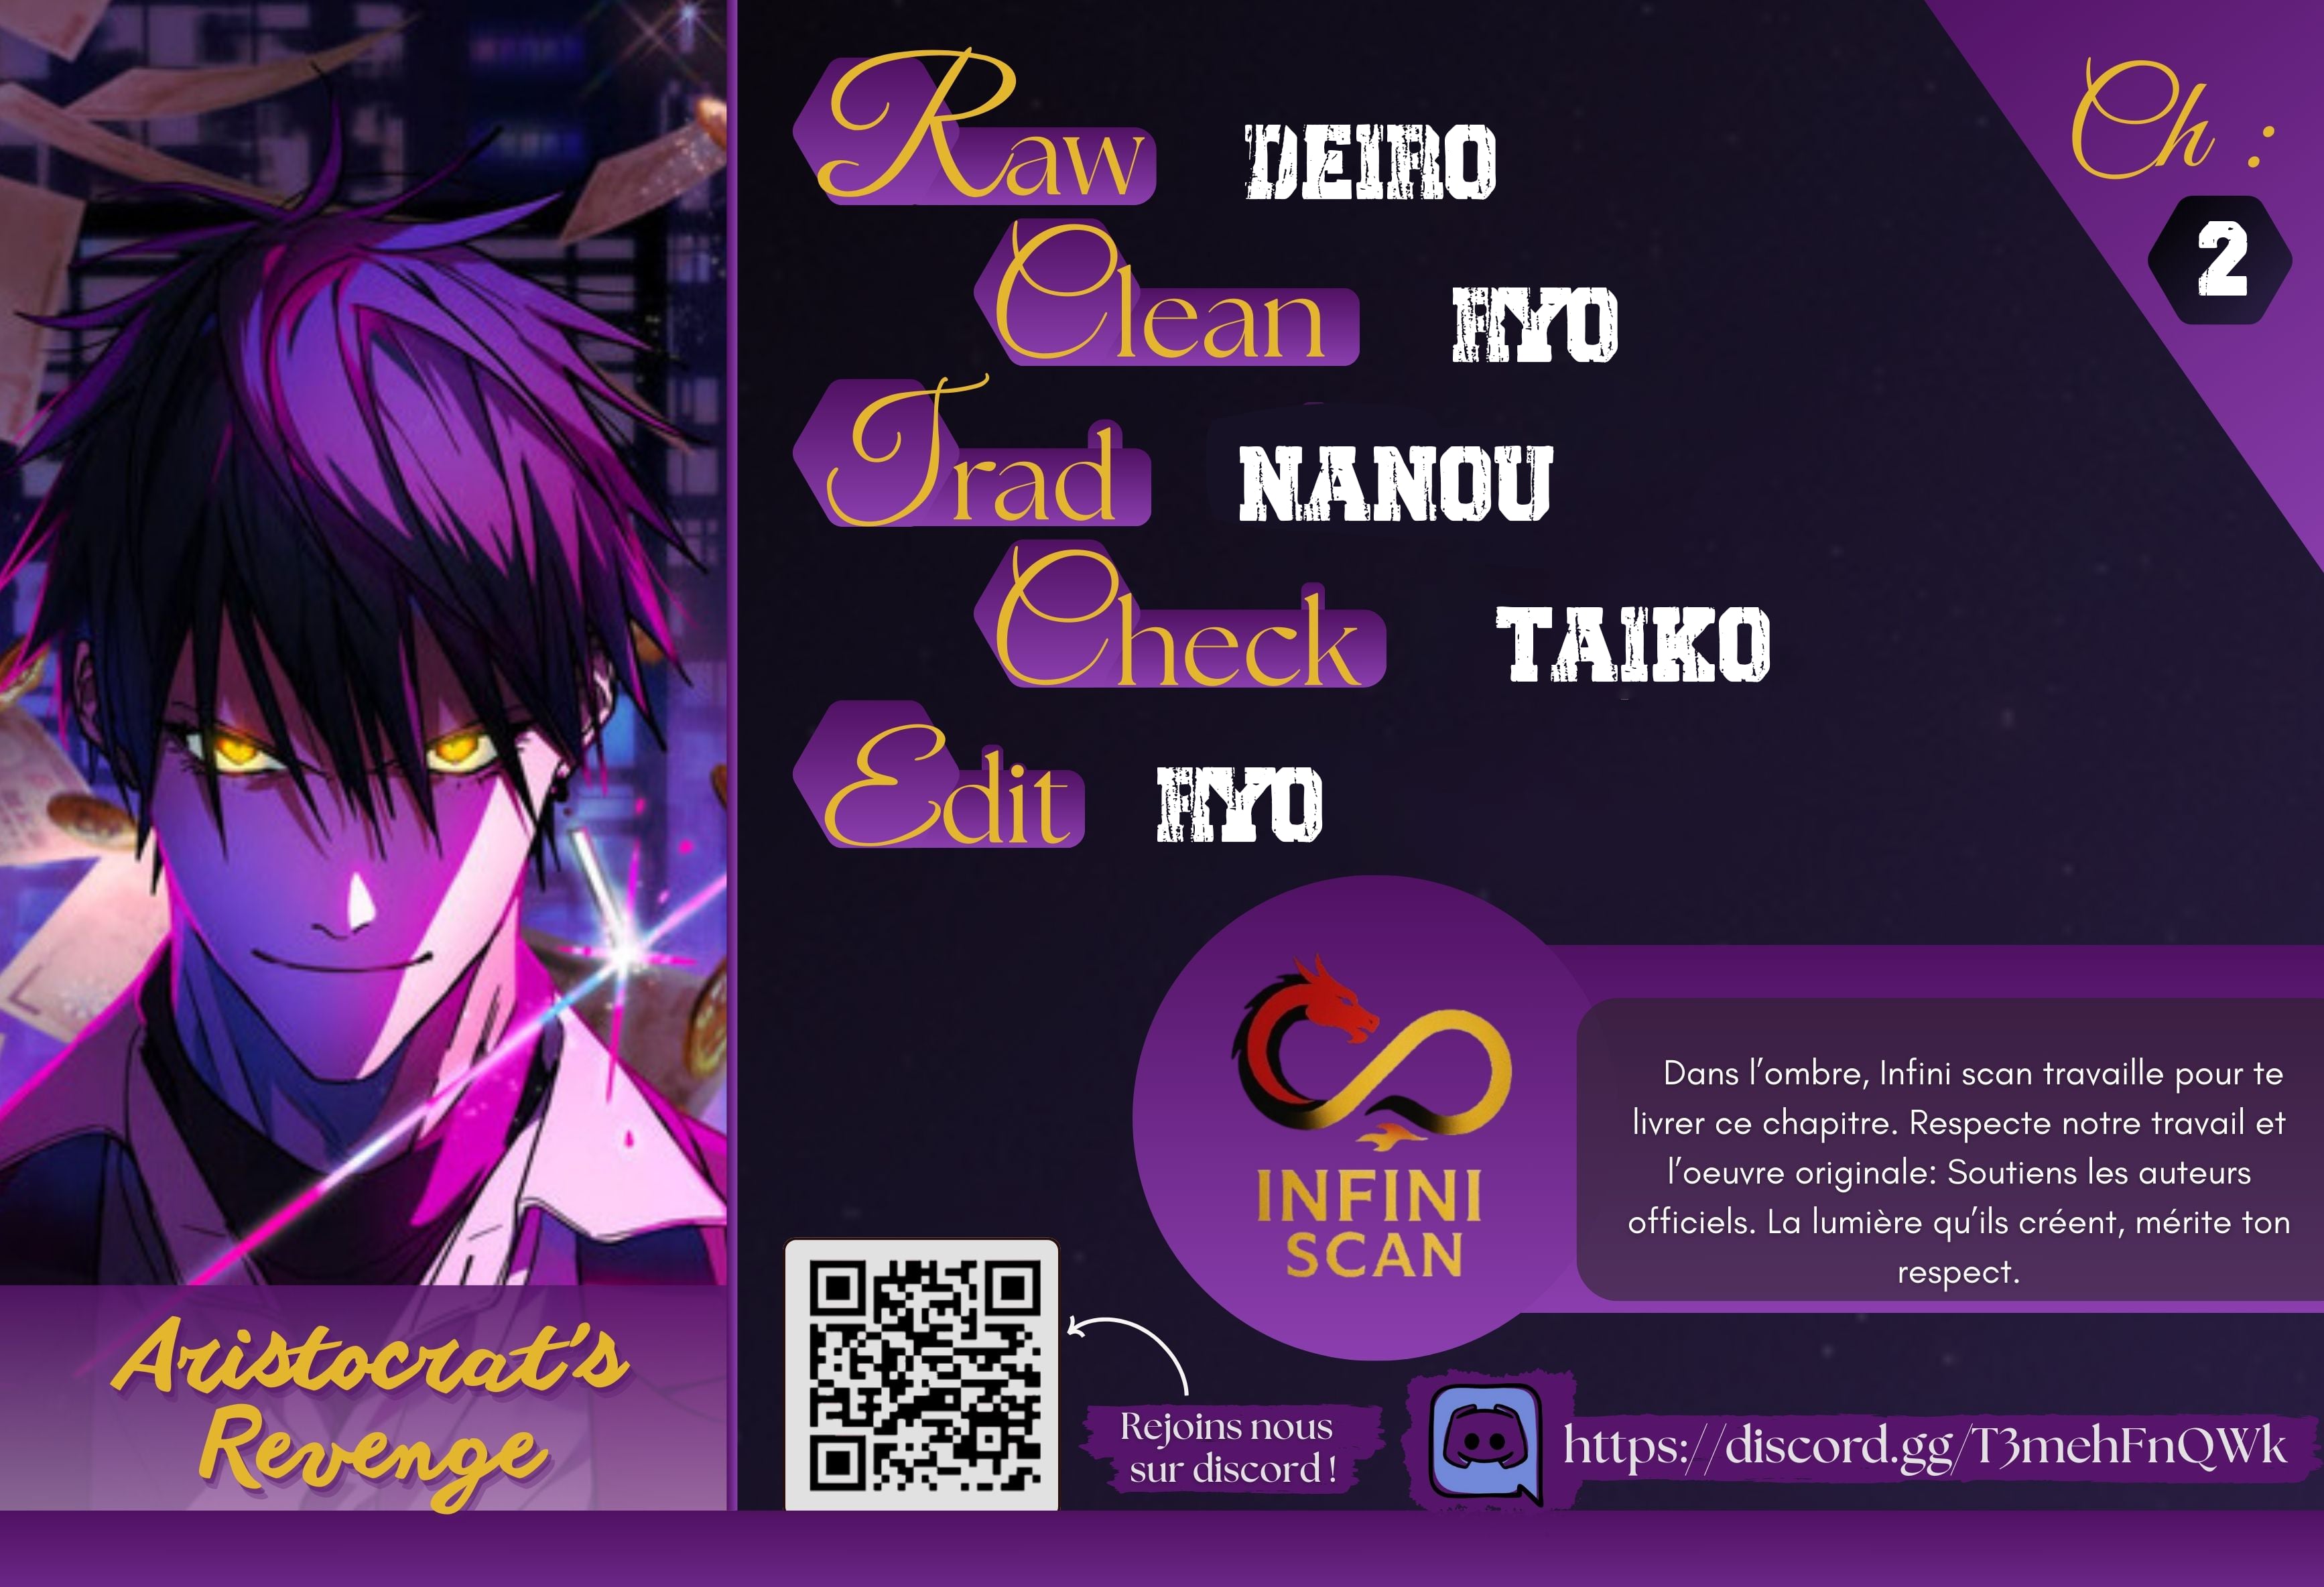 Raw DEIRO
Clean RYO
Trad NANOU
Check TAIKO
Edit RYO
Ch :
2
INFINI
SCAN
Dans l'ombre, Infini scan travaille pour te
livrer ce chapitre. Respecte notre travail et
l'oeuvre originale: Soutiens les auteurs
officiels. La lumière qu'ils créent, mérite ton
respect.
Aristocrat's
Revenge
Rejoins nous
sur discord !
https://discord.gg/T3mehFnQWk